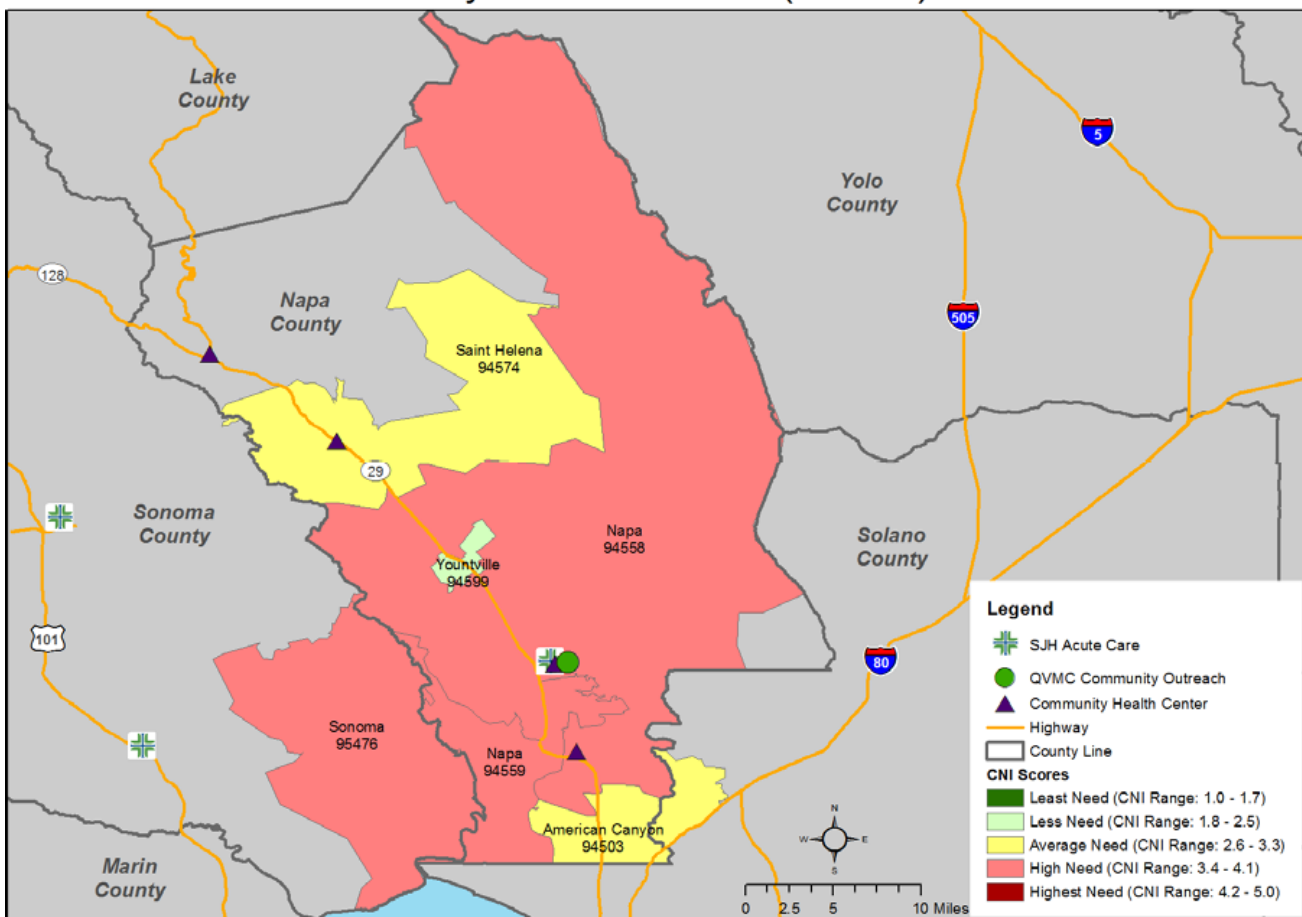 Lake
County
Yolo
County
5
128
Napa
County
505
Saint Helena
94574
29
Sonoma
County
Napa
94558
Solano
County
Yountville
94599
101
80
Sonoma
95476
Napa
94559
American Canyon
94503
Marin
County
N
W
E
S
0
2.5
5
10 Miles
Legend
SJH Acute Care
QVMC Community Outreach
Community Health Center
Highway
County Line
CNI Scores
Least Need (CNI Range: 1.0 - 1.7)
Less Need (CNI Range: 1.8 - 2.5)
Average Need (CNI Range: 2.6 - 3.3)
High Need (CNI Range: 3.4 - 4.1)
Highest Need (CNI Range: 4.2 - 5.0)